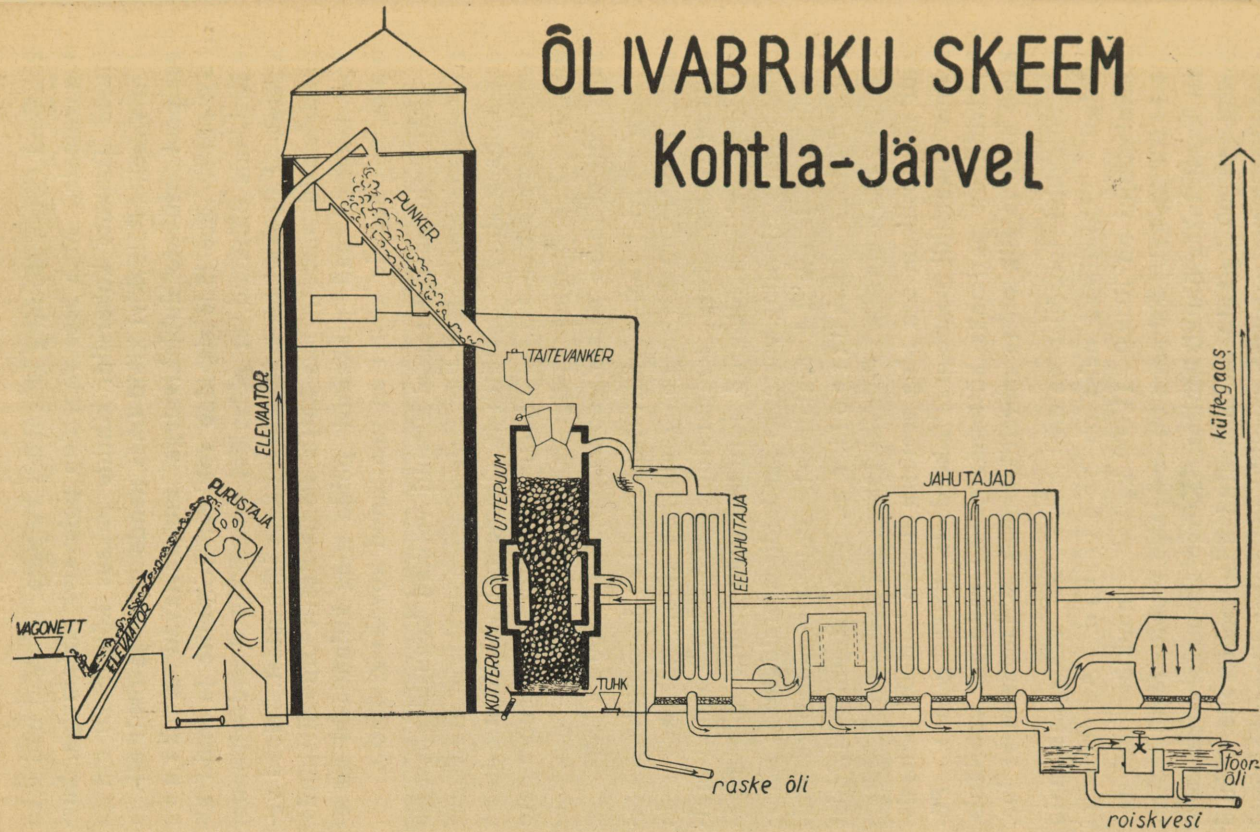 ÕLIVABRIKU SKEEM
Kohtla-Järvel
PUNKER
TAITEVANKER
ELEVAATOR
kütte-gaas
UTTERUUM
JAHUTAJAD
PURUSTAJA
EELJAHUTAJA
VAGONETT
ELEVAATOR
KÖTTERUUM
TUHK
raske õli
toor-
õli
roiskvesi